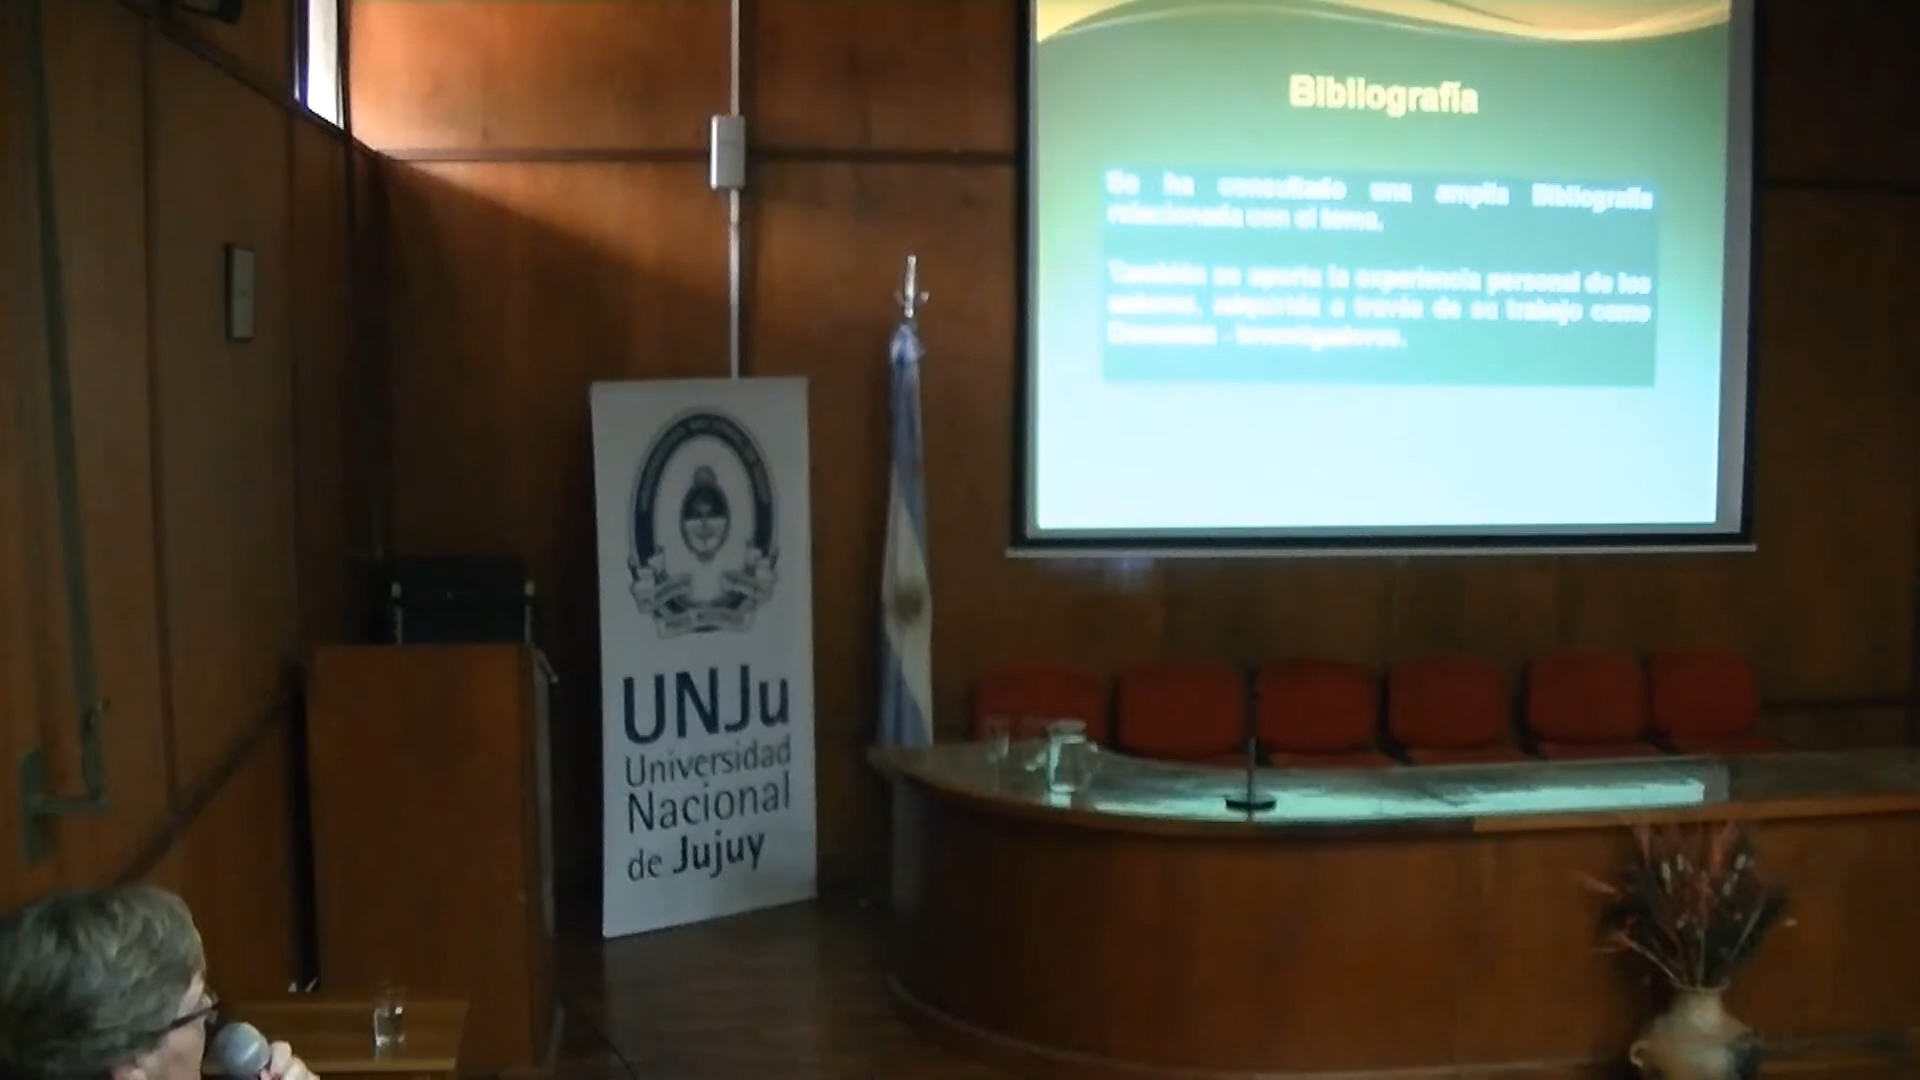 Bibliografía
Se ha consultado una amplia Bibliografía
relacionada con el tema.
También se aporta la experiencia personal de los
autores, adquirida a través de su trabajo como
Docentes - Investigadores.
UNJu
Universidad
Nacional
de Jujuy